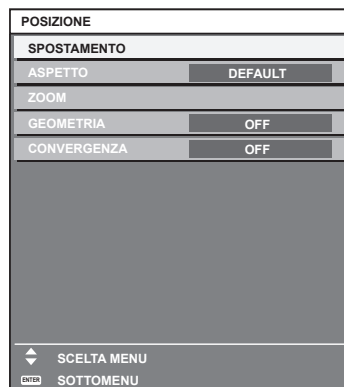 POSIZIONE
SPOSTAMENTO
ASPETTO DEFAULT
ZOOM
GEOMETRIA OFF
CONVERGENZA OFF
SCELTA MENU
ENTER SOTTOMENU